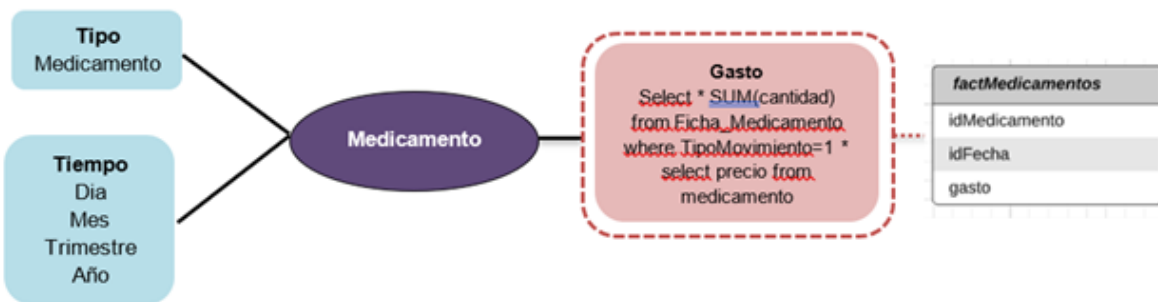 Tipo
Medicamento
Tiempo
Dia
Mes
Trimestre
Año
Medicamento
Gasto
Select * SUM(cantidad)
from Ficha_Medicamento
where TipoMovimiento=1 *
select precio from
medicamento
factMedicamentos
idMedicamento
idFecha
gasto